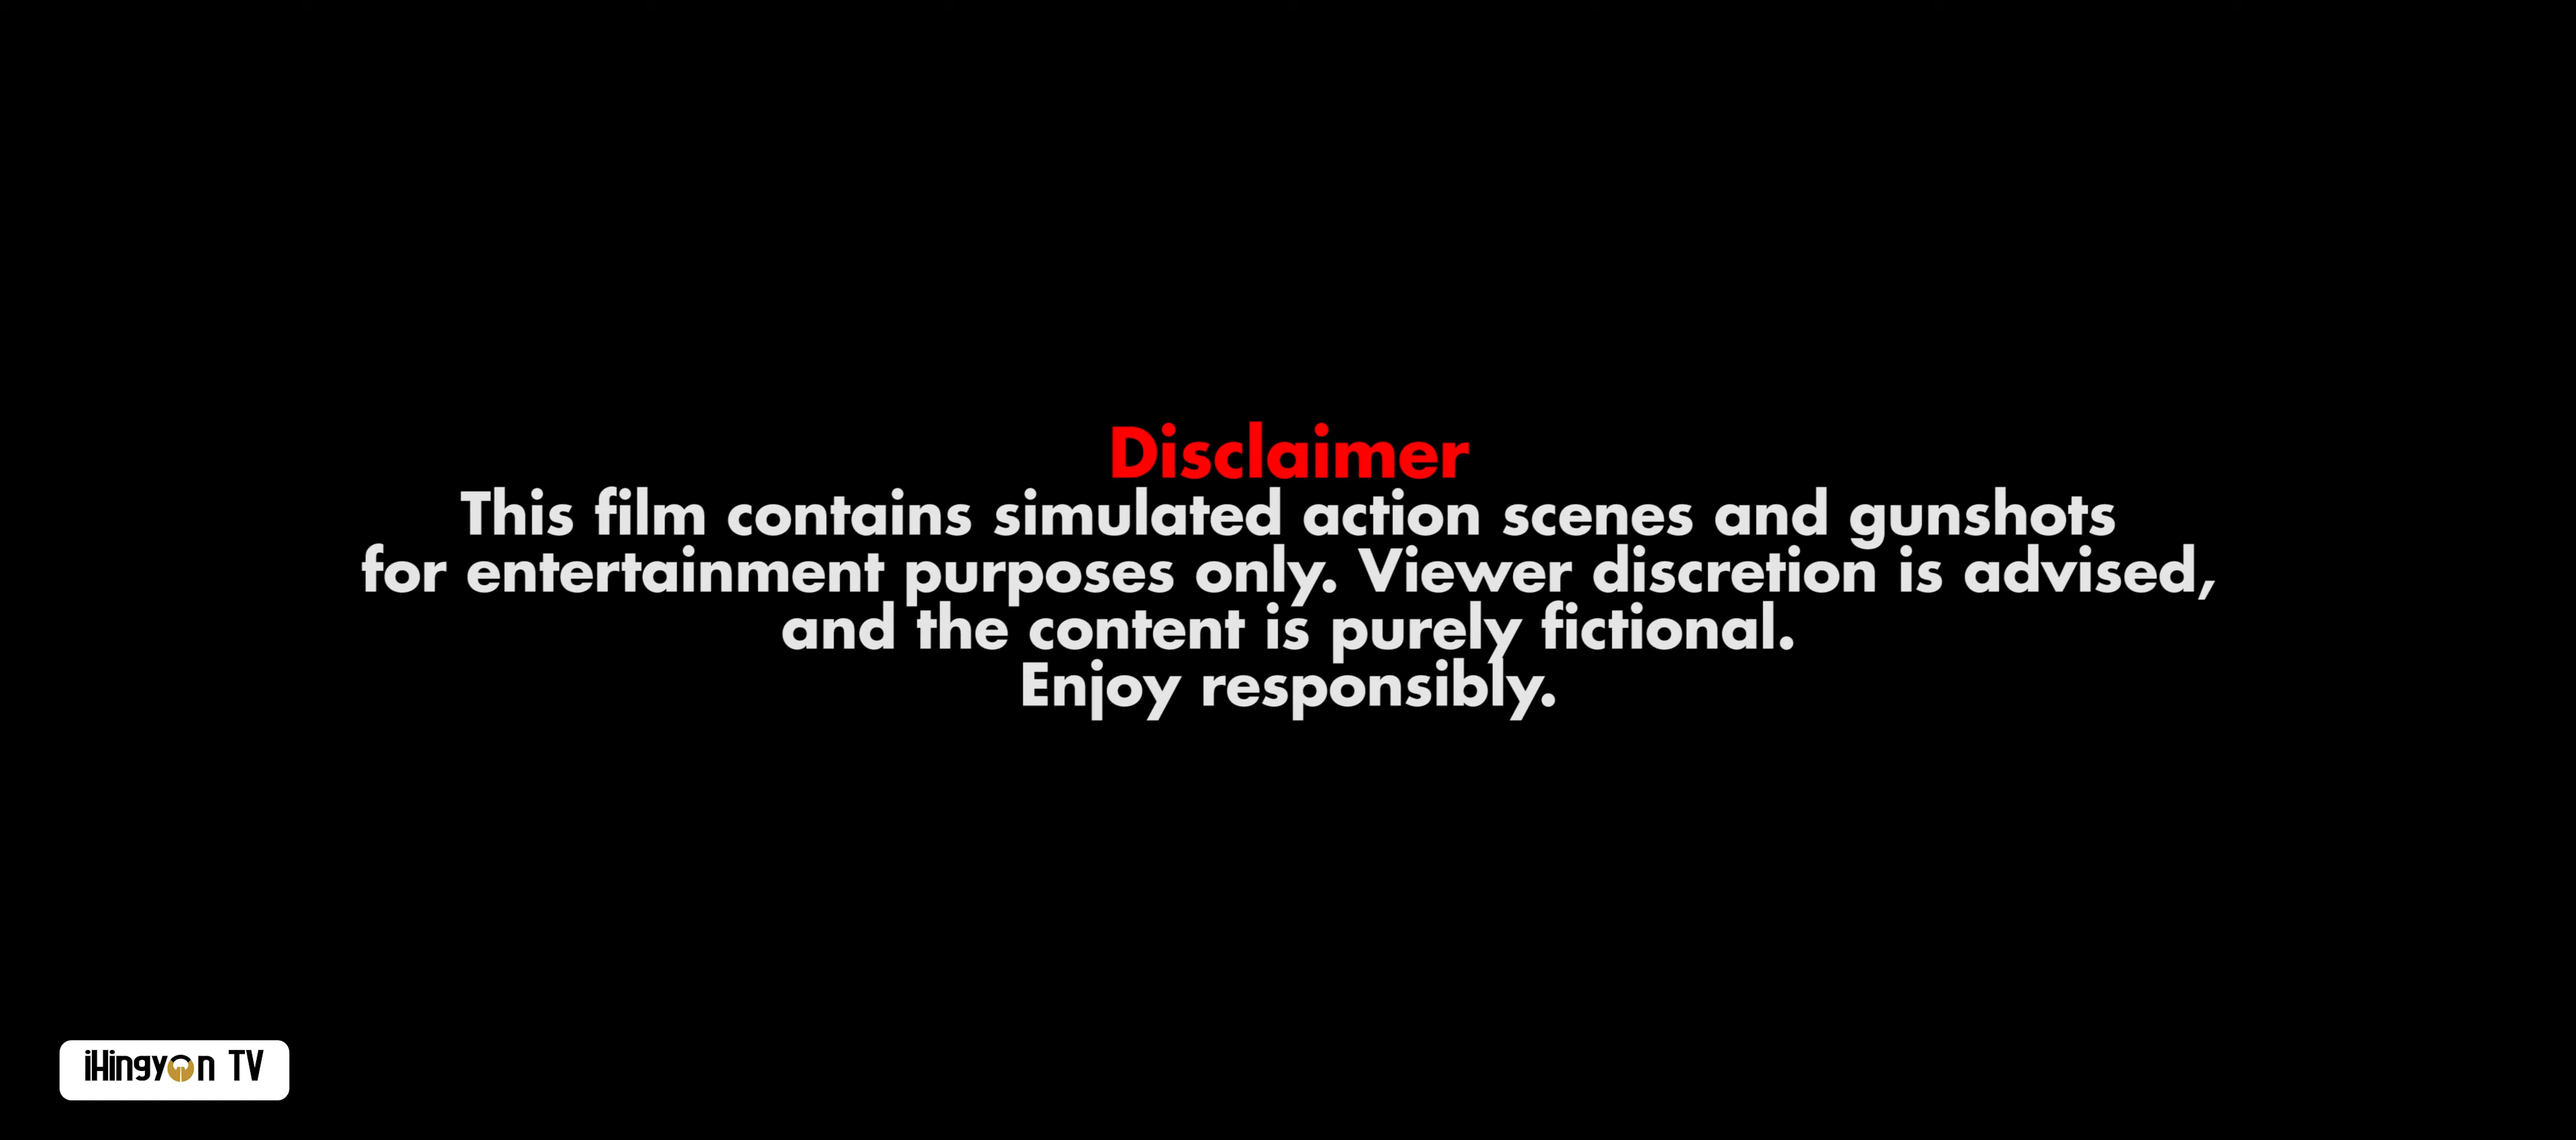 Disclaimer
This film contains simulated action scenes and gunshots
for entertainment purposes only. Viewer discretion is advised,
and the content is purely fictional.
Enjoy responsibly.
iHingyon TV